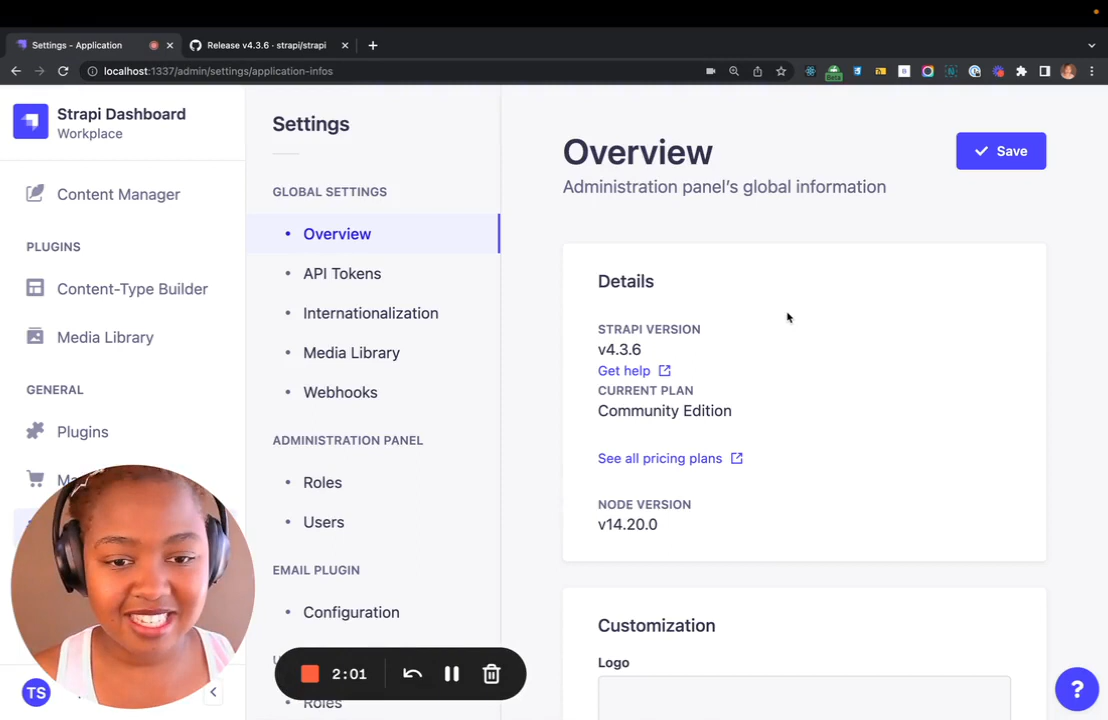 Settings - Application
Release v4.3.6 · strapi/strapi
localhost:1337/admin/settings/application-infos
Beta
Strapi Dashboard
Workplace
Content Manager
PLUGINS
Content-Type Builder
Media Library
GENERAL
Plugins
TS
Settings
GLOBAL SETTINGS
Overview
API Tokens
Internationalization
Media Library
Webhooks
ADMINISTRATION PANEL
Roles
Users
EMAIL PLUGIN
Configuration
Roles
2:01
Overview
Administration panel's global information
Save
Details
STRAPI VERSION
v4.3.6
Get help
CURRENT PLAN
Community Edition
See all pricing plans
NODE VERSION
v14.20.0
Customization
Logo
?